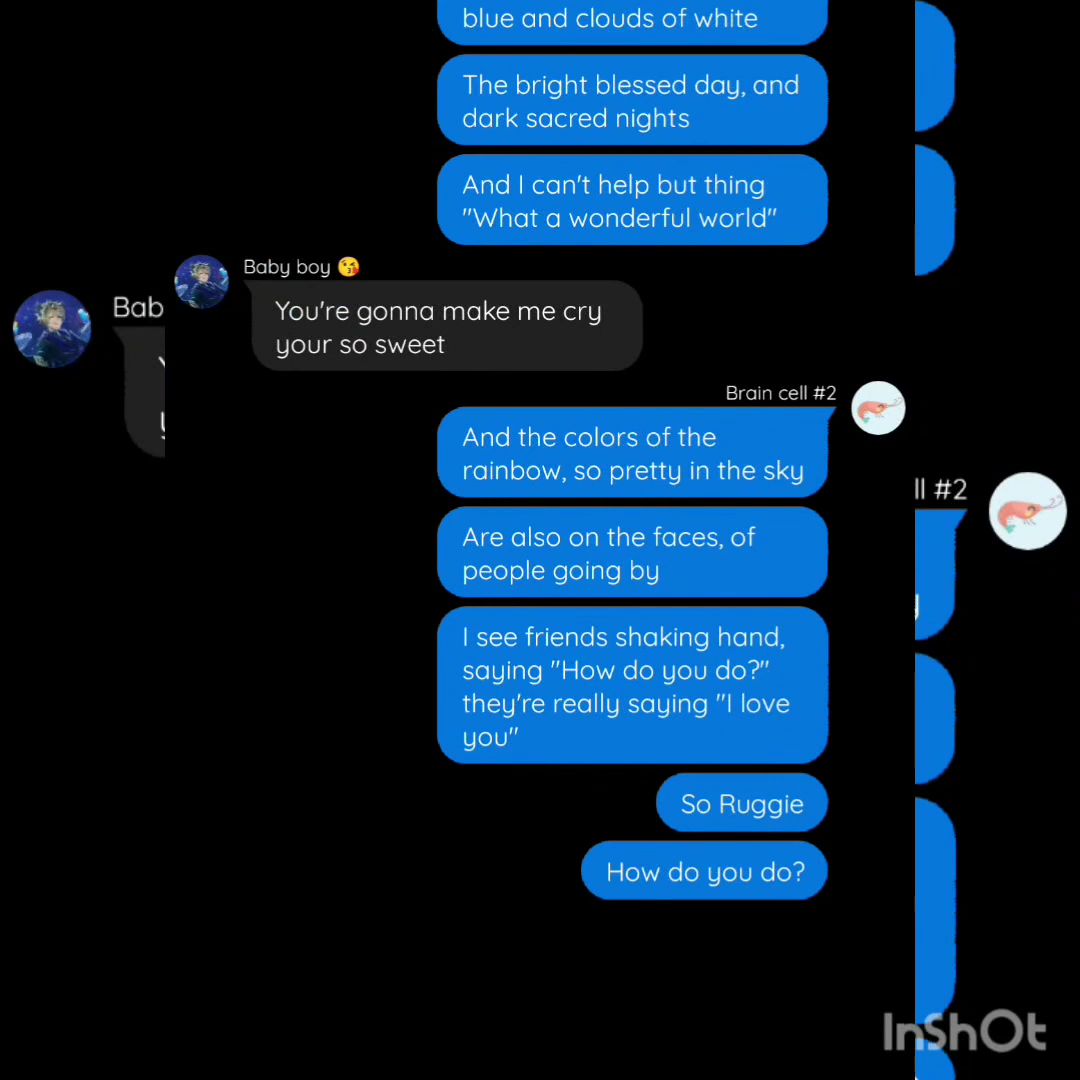 blue and clouds of white
The bright blessed day, and
dark sacred nights
And I can't help but thing
"What a wonderful world"
Baby boy 😘
Bab
You're gonna make me cry
your so sweet
Brain cell #2
And the colors of the
rainbow, so pretty in the sky
ll #2
Are also on the faces, of
people going by
I see friends shaking hand,
saying "How do you do?"
they're really saying "I love
you"
So Ruggie
How do you do?
InShOt